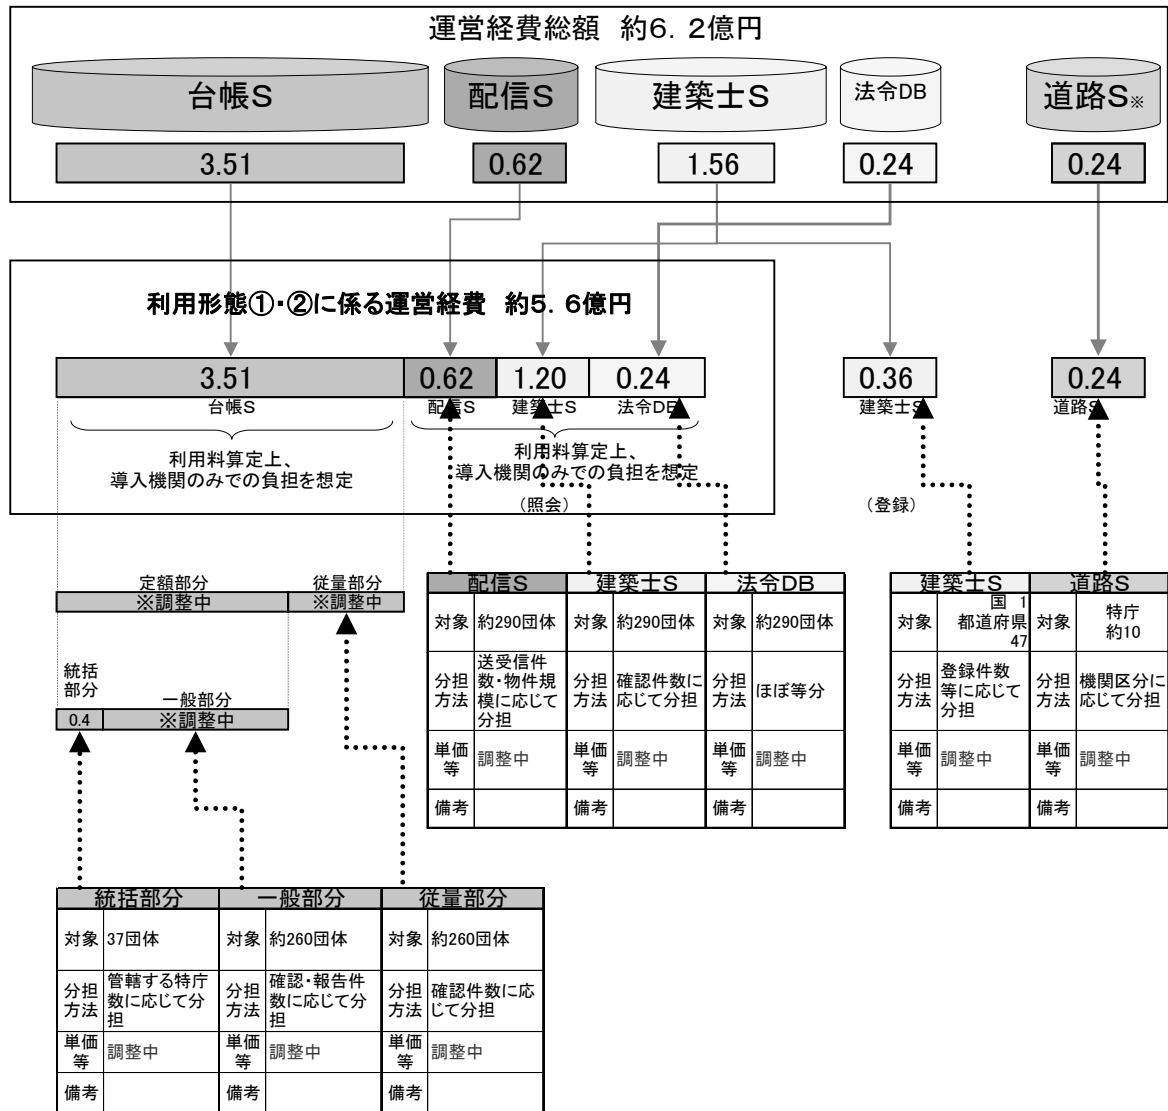 運営経費総額 約6．2億円
台帳S
配信S
建築士S
法令DB
道路S※
3.51
0.62
1.56
0.24
0.24
利用形態①・②に係る運営経費 約5．6億円
3.51
0.62
1.20
0.24
0.36
0.24
台帳S
配信S
建築士S
法令DB
建築士S
道路S
利用料算定上、
導入機関のみでの負担を想定
利用料算定上、
導入機関のみでの負担を想定
（照会）
（登録）
定額部分
従量部分
※調整中
※調整中
統括
部分
一般部分
0.4
※調整中
配信S
対象
約290団体
分担
方法
送受信件
数・物件規
模に応じて
分担
単価
等
調整中
備考
建築士S
対象
約290団体
分担
方法
確認件数に
応じて分担
単価
等
調整中
備考
法令DB
対象
約290団体
分担
方法
ほぼ等分
単価
等
調整中
備考
建築士S
対象
国 1
都道府県
47
分担
方法
登録件数
等に応じて
分担
単価
等
調整中
備考
道路S
対象
特庁
約10
分担
方法
機関区分に
応じて分担
単価
等
調整中
備考
統括部分
対象
37団体
分担
方法
管轄する特庁
数に応じて分
担
単価
等
調整中
備考
一般部分
対象
約260団体
分担
方法
確認・報告件
数に応じて分
担
単価
等
調整中
備考
従量部分
対象
約260団体
分担
方法
確認件数に応
じて分担
単価
等
調整中
備考